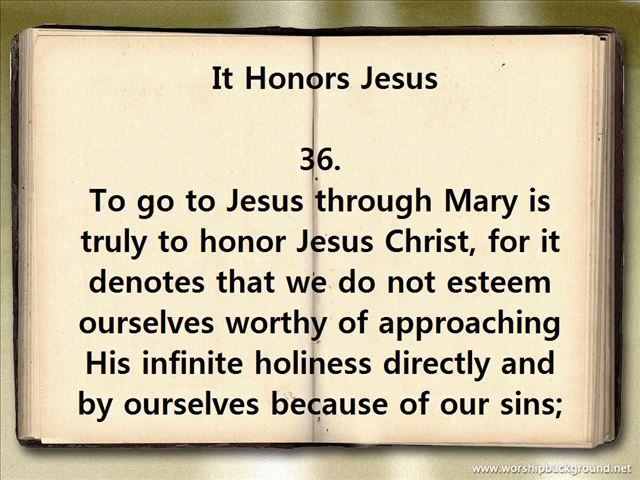 It Honors Jesus
36.
To go to Jesus through Mary is
truly to honor Jesus Christ, for it
denotes that we do not esteem
ourselves worthy of approaching
His infinite holiness directly and
by ourselves because of our sins;
www.worshipbackground.net